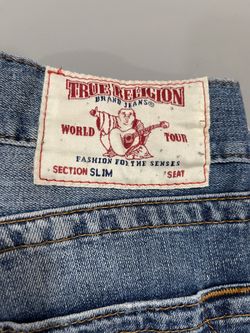 TRUE RELIGION
BRAND JEANS®
WORLD TOUR
FASHION FOR THE SENSES
SECTION SLIM SEAT